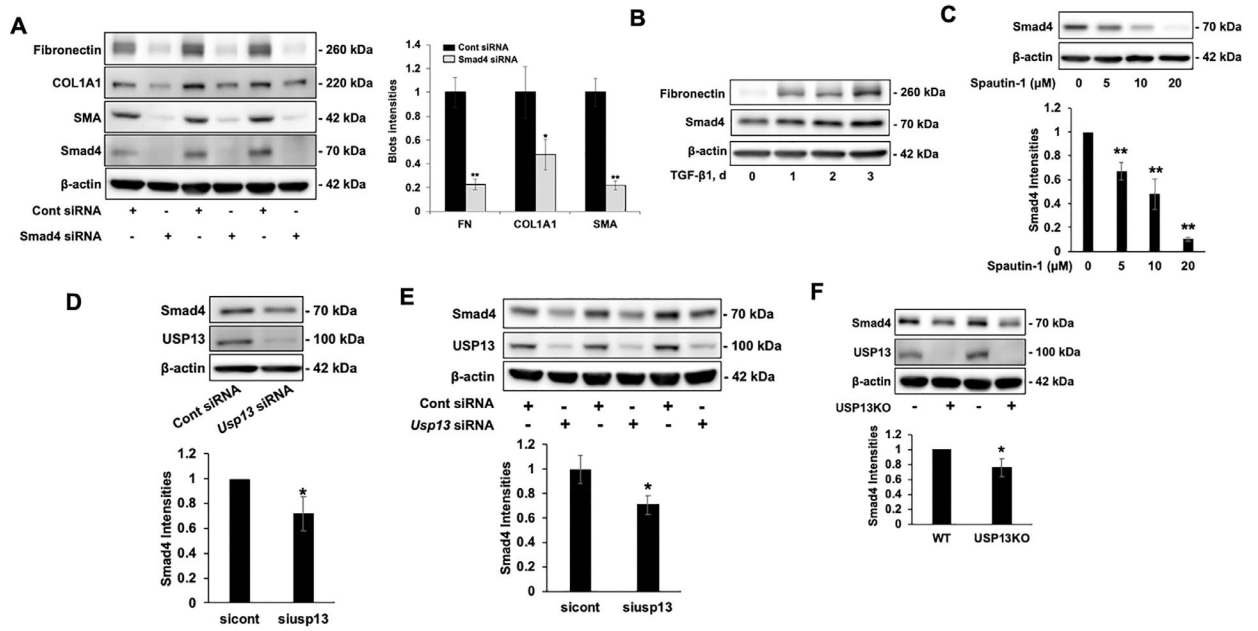 A
Fibronectin - 260 kDa
COL1A1 - 220 kDa
SMA - 42 kDa
Smad4 - 70 kDa
β-actin - 42 kDa
Cont siRNA + - + - + -
Smad4 siRNA - + - + - +
Cont siRNA
Smad4 siRNA
Blots intensities
1.4
1.2
1
0.8
0.6
0.4
0.2
0
** * **
FN COL1A1 SMA
B
Fibronectin - 260 kDa
Smad4 - 70 kDa
β-actin - 42 kDa
TGF-β1, d 0 1 2 3
C
Smad4 - 70 kDa
β-actin - 42 kDa
0 5 10 20
Spautin-1 (µM)
Smad4 Intensities
1.2
1
0.8
0.6
0.4
0.2
0
** ** **
Spautin-1 (µM) 0 5 10 20
D
Smad4 - 70 kDa
USP13 - 100 kDa
β-actin - 42 kDa
Cont siRNA
Usp13 siRNA
Smad4 Intensities
1.2
1
0.8
0.6
0.4
0.2
0
*
sicont siusp13
E
Smad4 - 70 kDa
USP13 - 100 kDa
β-actin - 42 kDa
Cont siRNA + - + - + -
Usp13 siRNA - + - + - +
Smad4 Intensities
1.2
1
0.8
0.6
0.4
0.2
0
*
sicont siusp13
F
Smad4 - 70 kDa
USP13 - 100 kDa
β-actin - 42 kDa
USP13KO - + - +
Smad4 Intensities
1.2
1
0.8
0.6
0.4
0.2
0
*
WT USP13KO